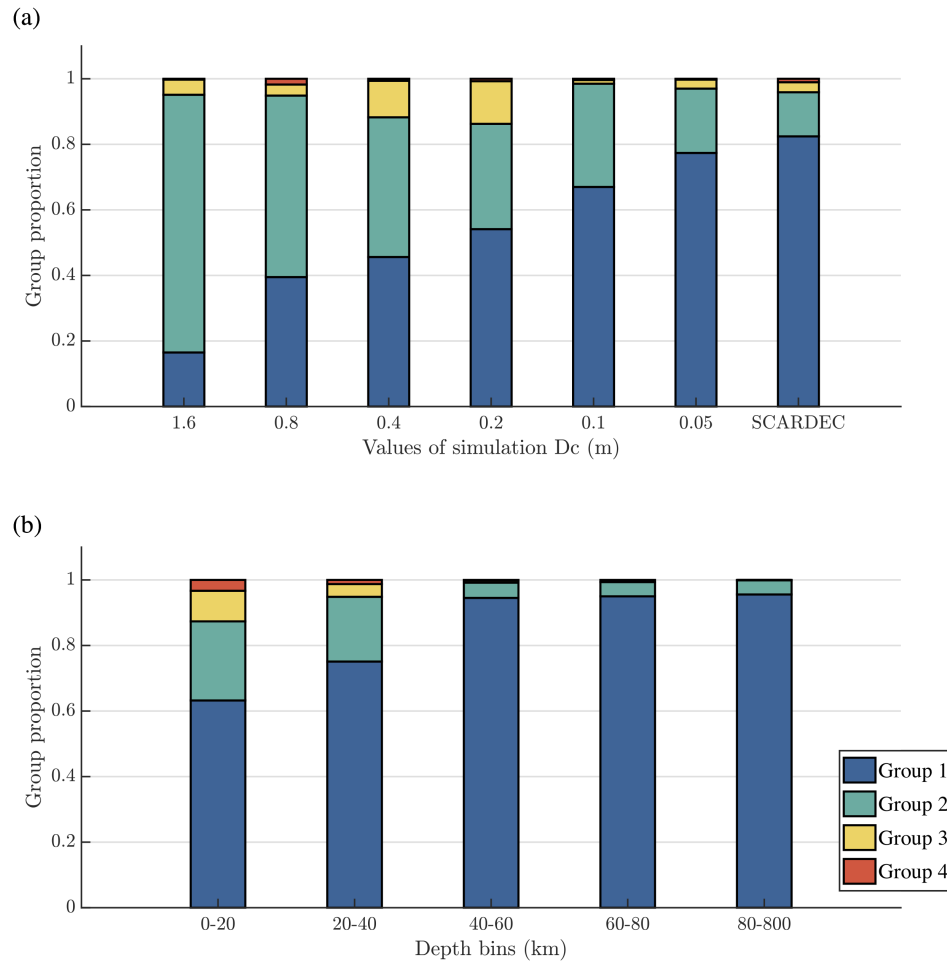 (a)
1
0.8
0.6
0.4
0.2
0
Group proportion
1.6 0.8 0.4 0.2 0.1 0.05 SCARDEC
Values of simulation Dc (m)
(b)
1
0.8
0.6
0.4
0.2
0
Group proportion
0-20 20-40 40-60 60-80 80-800
Depth bins (km)
Group 1
Group 2
Group 3
Group 4